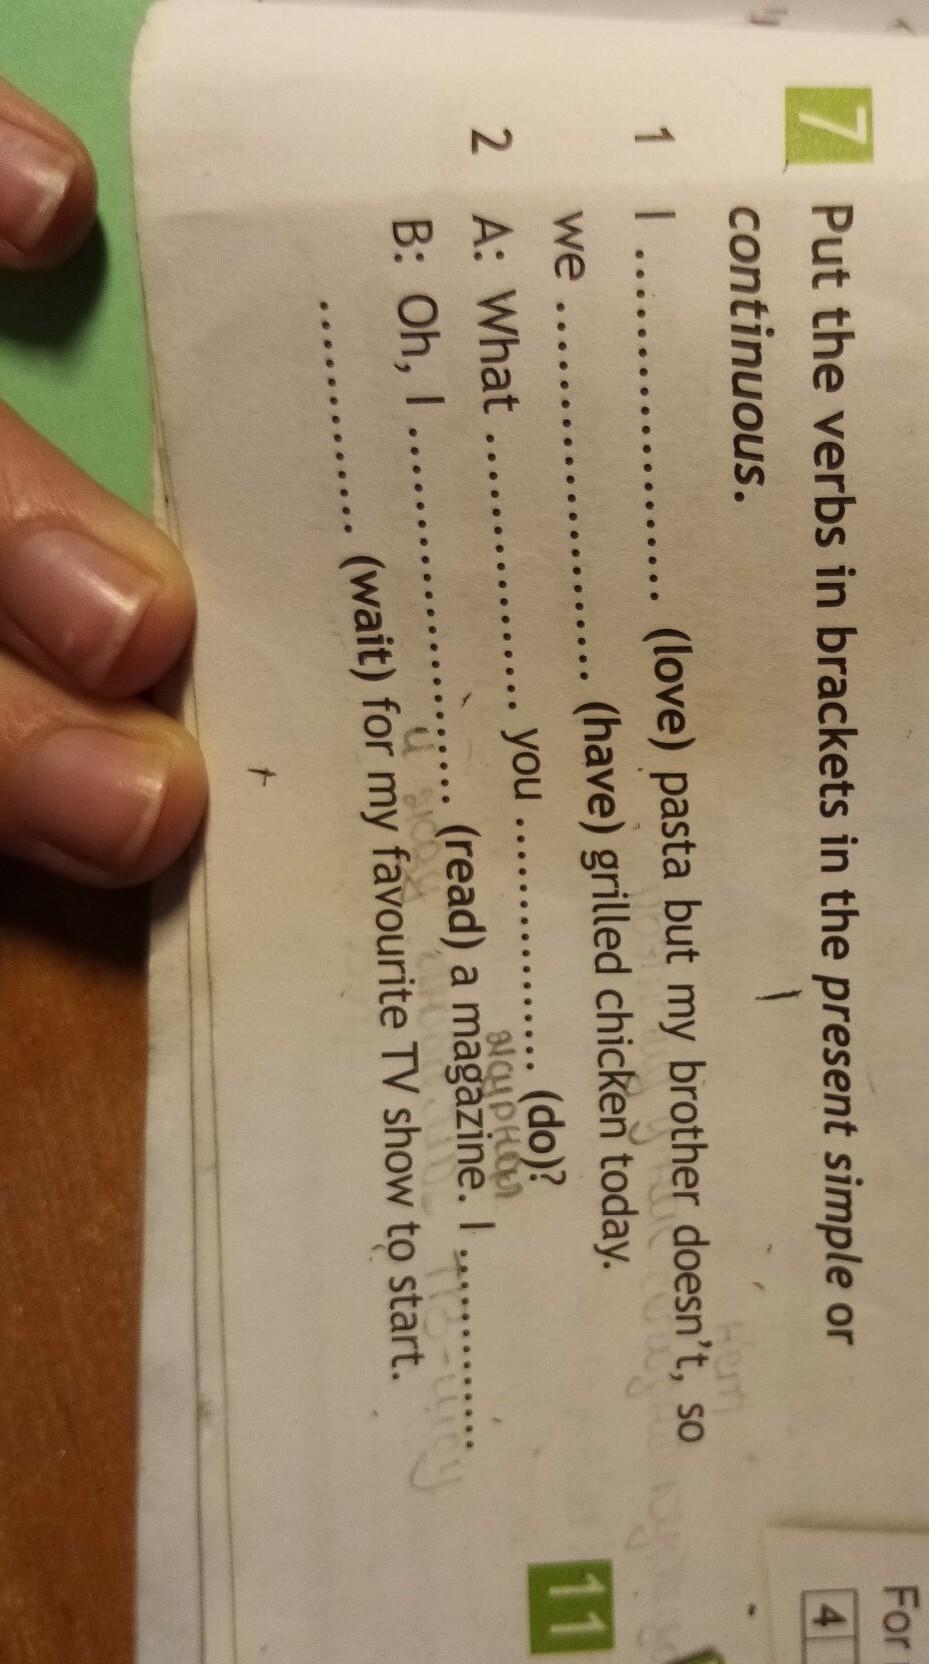 7 Put the verbs in brackets in the present simple or
continuous.
1 I .................... (love) pasta but my brother doesn't, so
we .................... (have) grilled chicken today.
2 A: What ............... you .............. (do)?
B: Oh, I .................... (read) a magazine. I ............
............ (wait) for my favourite TV show to start.
11
For
4